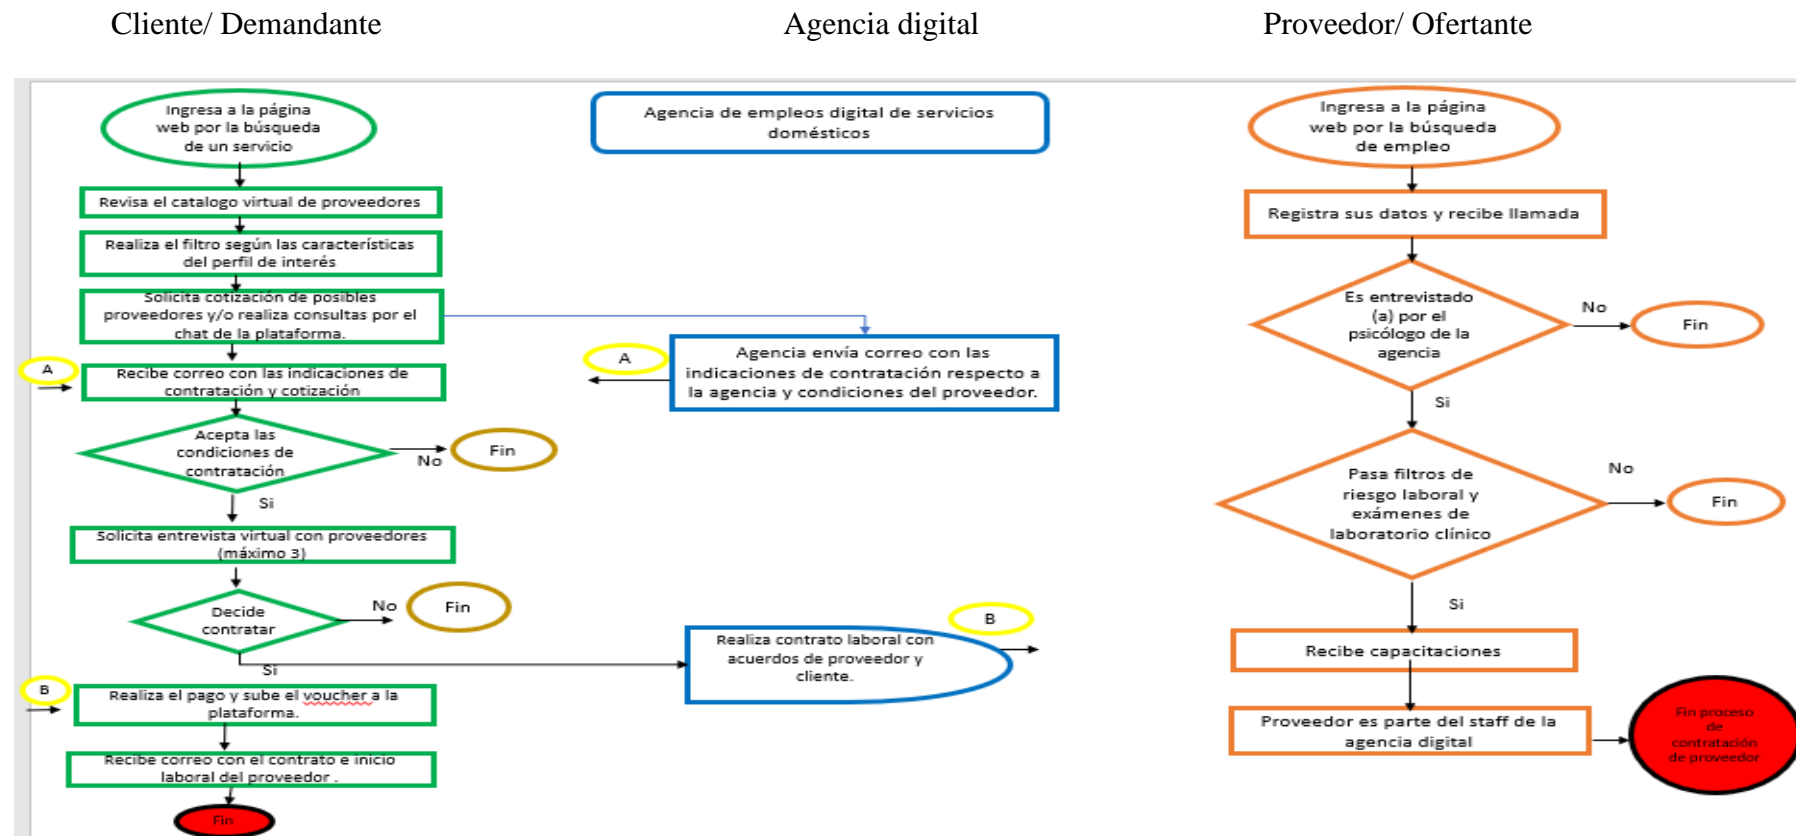 Cliente/ Demandante
Agencia digital
Proveedor/ Ofertante
Ingresa a la página
web por la búsqueda
de un servicio
Revisa el catalogo virtual de proveedores
Realiza el filtro según las características
del perfil de interés
Solicita cotización de posibles
proveedores y/o realiza consultas por el
chat de la plataforma.
A
Recibe correo con las indicaciones de
contratación y cotización
Acepta las
condiciones de
contratación
No
Fin
Si
Solicita entrevista virtual con proveedores
(máximo 3)
Decide
contratar
No
Fin
Si
B
Realiza el pago y sube el voucher a la
plataforma.
Recibe correo con el contrato e inicio
laboral del proveedor .
Fin
Agencia de empleos digital de servicios
domésticos
A
Agencia envía correo con las
indicaciones de contratación respecto a
la agencia y condiciones del proveedor.
B
Realiza contrato laboral con
acuerdos de proveedor y
cliente.
Ingresa a la página
web por la búsqueda
de empleo
Registra sus datos y recibe llamada
Es entrevistado
(a) por el
psicólogo de la
agencia
No
Fin
Si
Pasa filtros de
riesgo laboral y
exámenes de
laboratorio clínico
No
Fin
Si
Recibe capacitaciones
Proveedor es parte del staff de la
agencia digital
Fin proceso
de
contratación
de proveedor